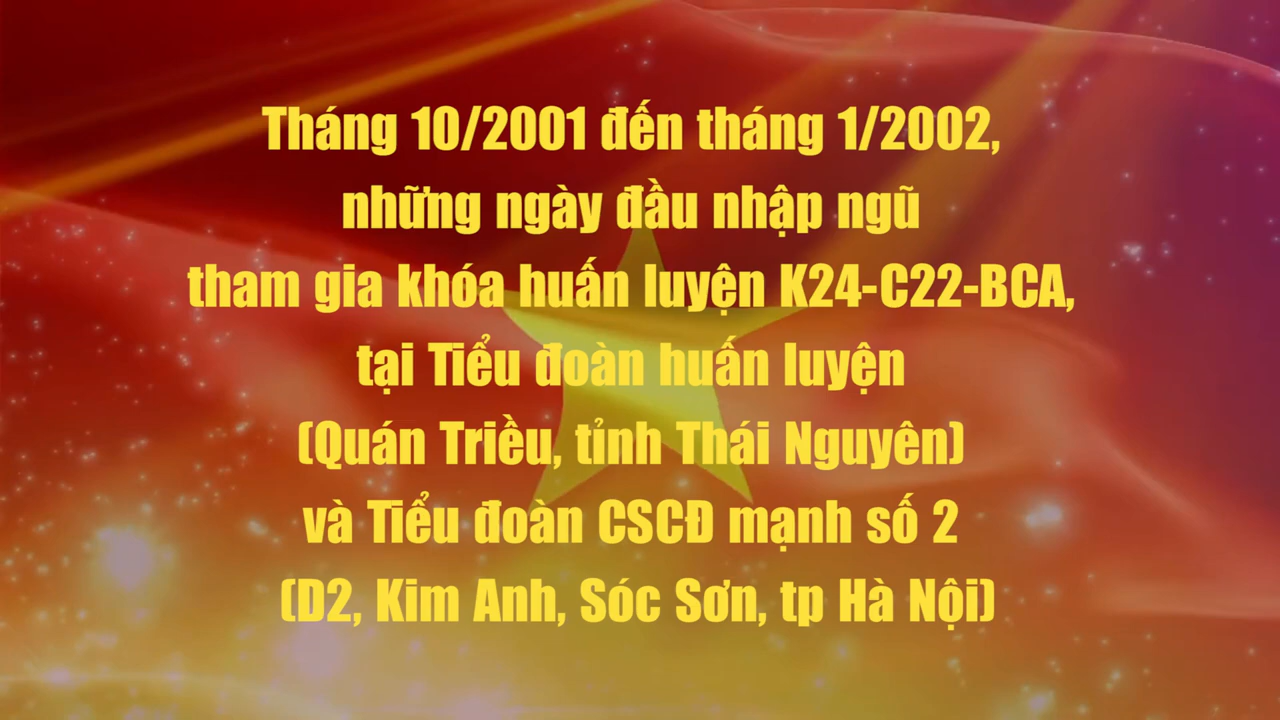 Tháng 10/2001 đến tháng 1/2002,
những ngày đầu nhập ngũ
tham gia khóa huấn luyện K24-C22-BCA,
tại Tiểu đoàn huấn luyện
(Quán Triều, tỉnh Thái Nguyên)
và Tiểu đoàn CSCĐ mạnh số 2
(D2, Kim Anh, Sóc Sơn, tp Hà Nội)